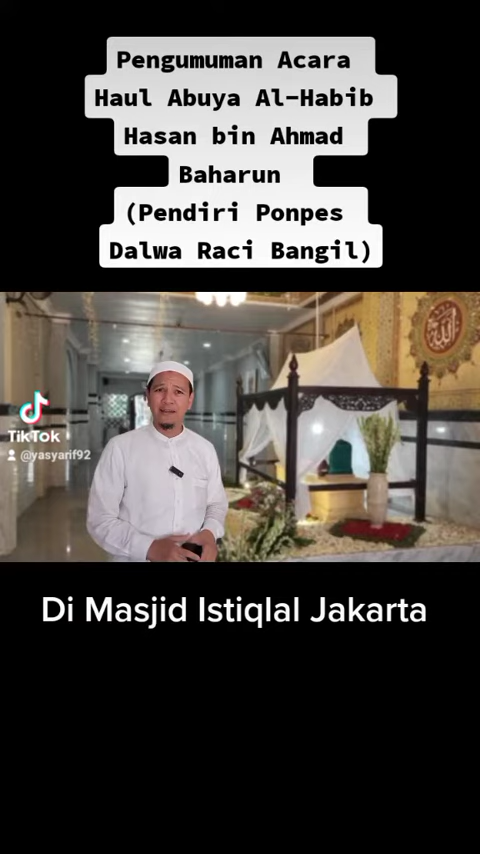 Pengumuman Acara
Haul Abuya Al-Habib
Hasan bin Ahmad
Baharun
(Pendiri Ponpes
Dalwa Raci Bangil)
الله
TikTok
@yasyarif92
Di Masjid Istiqlal Jakarta